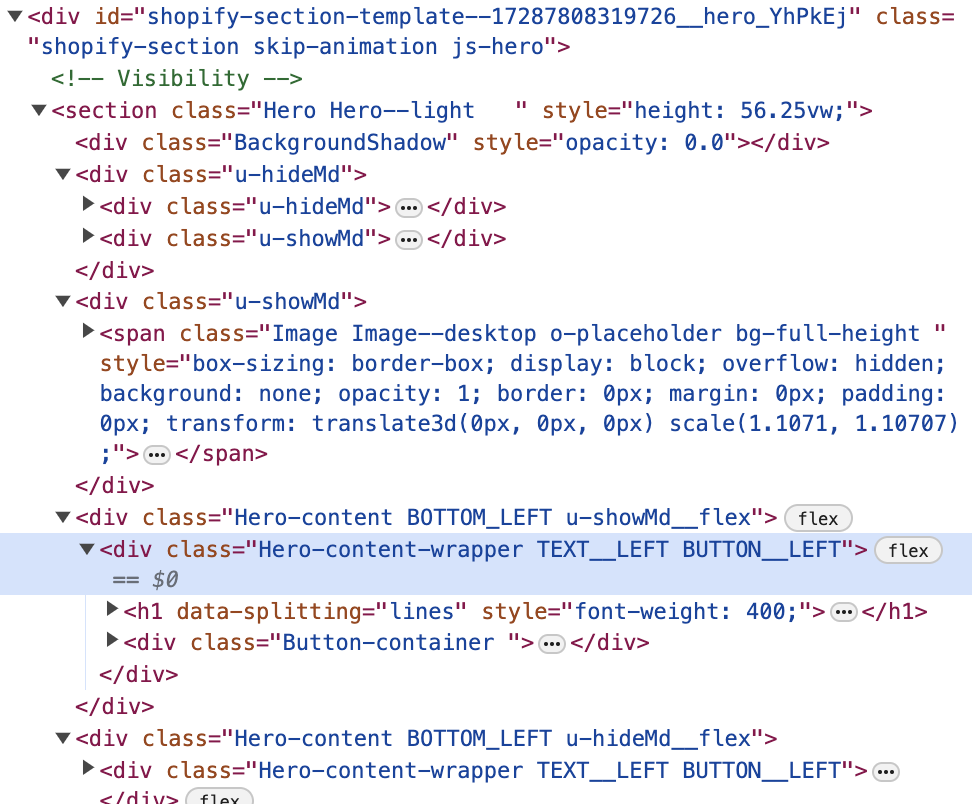 ▼<div id="shopify-section-template--17287808319726__hero_YhPkEj" class=
"shopify-section skip-animation js-hero">
<!-- Visibility -->
▼<section class="Hero Hero--light   " style="height: 56.25vw;">
<div class="BackgroundShadow" style="opacity: 0.0"></div>
▼<div class="u-hideMd">
▶<div class="u-hideMd">…</div>
▶<div class="u-showMd">…</div>
</div>
▼<div class="u-showMd">
▶<span class="Image Image--desktop o-placeholder bg-full-height "
style="box-sizing: border-box; display: block; overflow: hidden;
background: none; opacity: 1; border: 0px; margin: 0px; padding:
0px; transform: translate3d(0px, 0px, 0px) scale(1.1071, 1.10707)
;">…</span>
</div>
▼<div class="Hero-content BOTTOM_LEFT u-showMd__flex"> flex
▼<div class="Hero-content-wrapper TEXT__LEFT BUTTON__LEFT"> flex
== $0
▶<h1 data-splitting="lines" style="font-weight: 400;">…</h1>
▶<div class="Button-container ">…</div>
</div>
</div>
▼<div class="Hero-content BOTTOM_LEFT u-hideMd__flex">
▶<div class="Hero-content-wrapper TEXT__LEFT BUTTON__LEFT">…
</div> flex